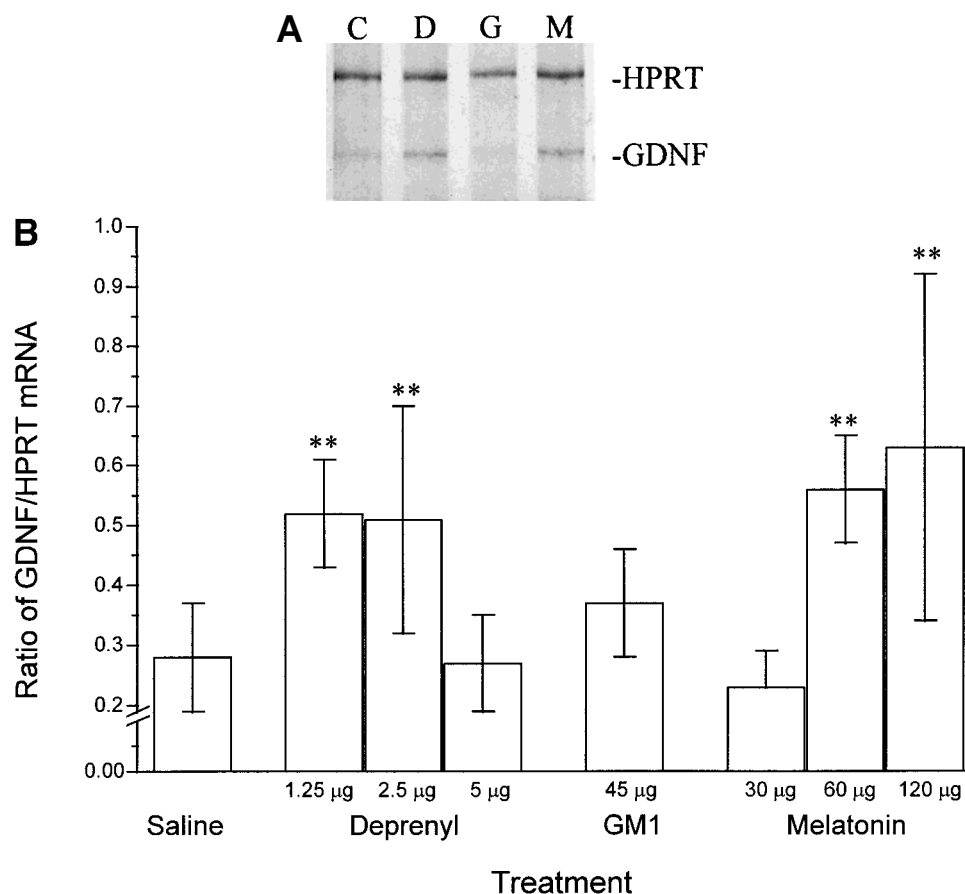 A
C D G M
-HPRT
-GDNF
B
Ratio of GDNF/HPRT mRNA
1.0
0.9
0.8
0.7
0.6
0.5
0.4
0.3
0.2
0.00
**
**
**
**
1.25 µg 2.5 µg 5 µg 45 µg 30 µg 60 µg 120 µg
Saline Deprenyl GM1 Melatonin
Treatment